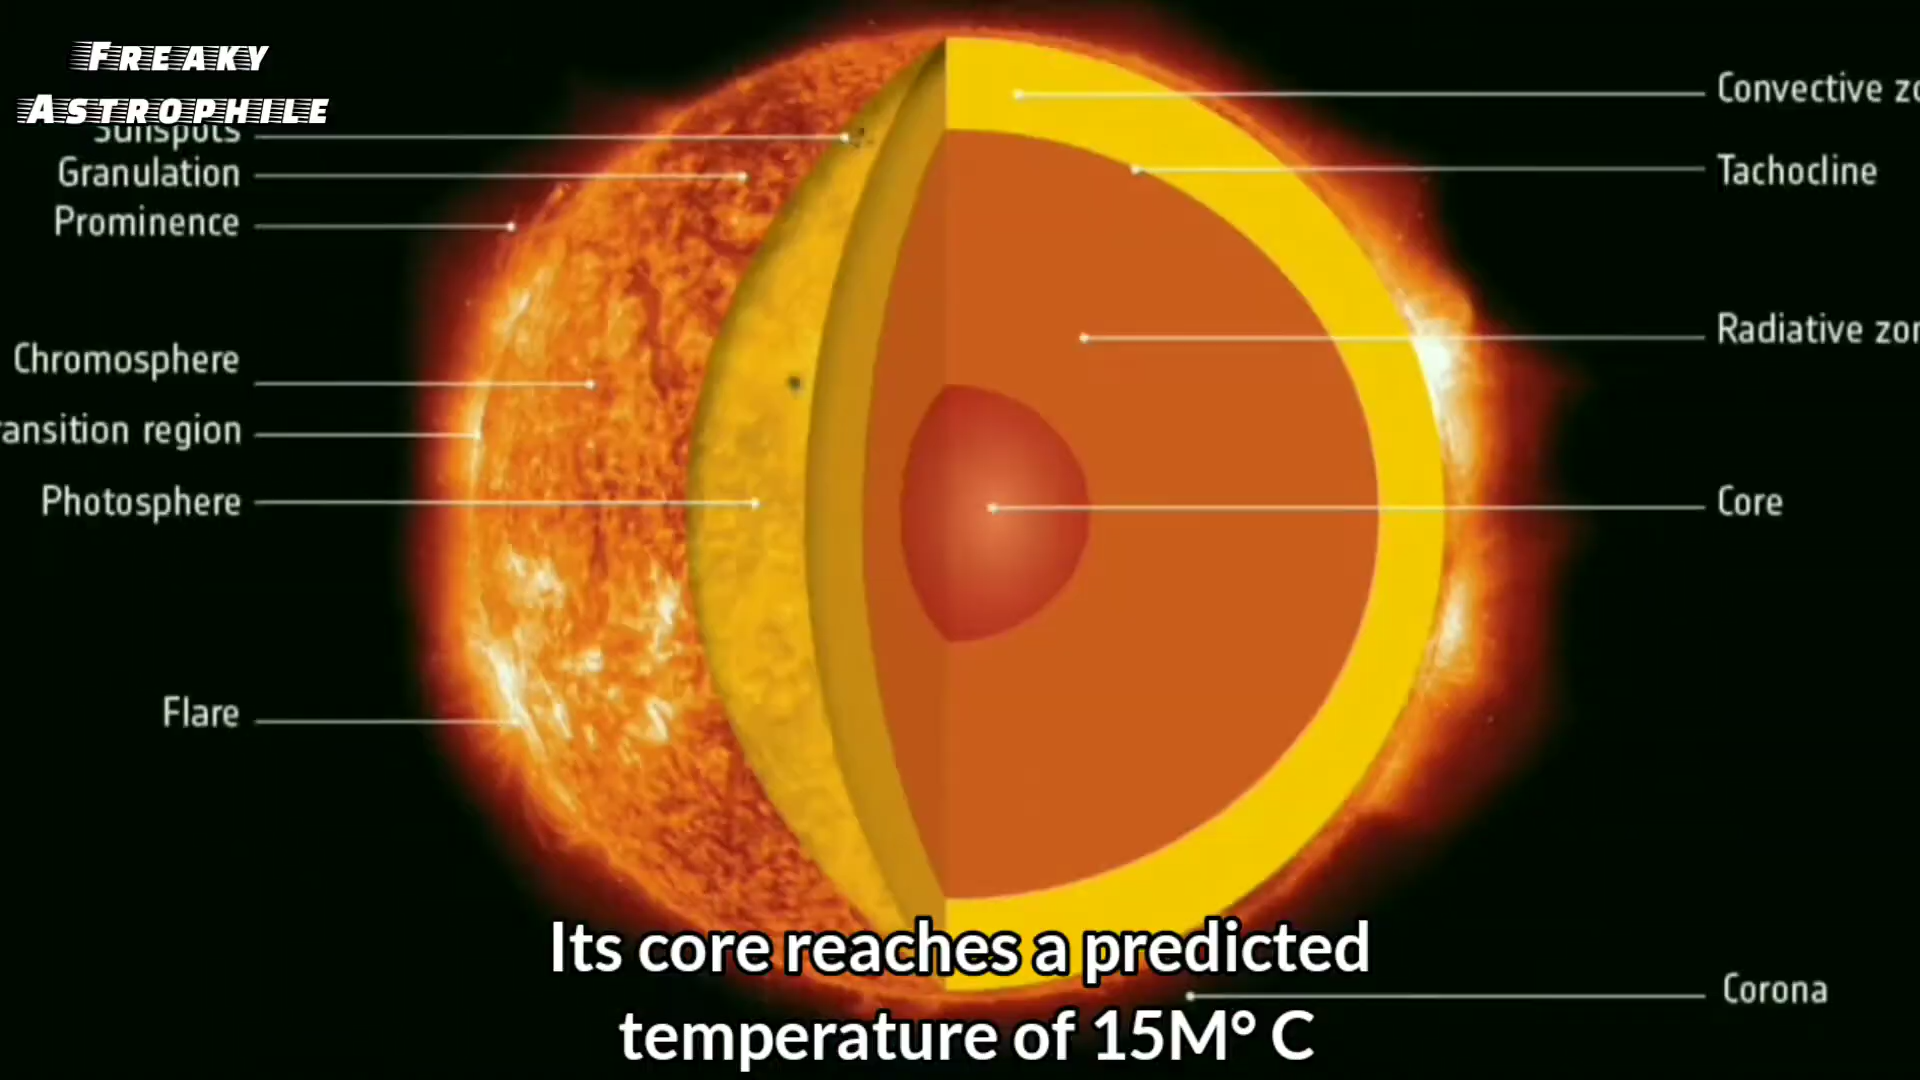 FREAKY
ASTROPHILE
Sunspots
Granulation
Prominence
Chromosphere
ansition region
Photosphere
Flare
Convective zo
Tachocline
Radiative zor
Core
Corona
Its core reaches a predicted
temperature of 15M° C